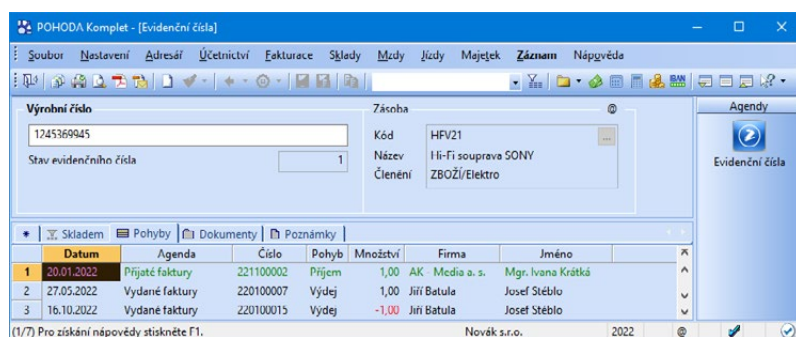 POHODA Komplet - [Evidenční čísla]
Soubor Nastavení Adresář Účetnictví Fakturace Sklady Mzdy Jízdy Majetek Záznam Nápověda
IBAN
Výrobní číslo
1245369945
Stav evidenčního čísla 1
Zásoba @
Kód HFV21 ...
Název Hi-Fi souprava SONY
Členění ZBOŽÍ/Elektro
Agendy
Evidenční čísla
* Skladem Pohyby Dokumenty Poznámky
Datum Agenda Číslo Pohyb Množství Firma Jméno
1 20.01.2022 Přijaté faktury 221100002 Příjem 1,00 AK - Media a. s. Mgr. Ivana Krátká
2 27.05.2022 Vydané faktury 220100007 Výdej 1,00 Jiří Batula Josef Stéblo
3 16.10.2022 Vydané faktury 220100015 Výdej -1,00 Jiří Batula Josef Stéblo
(1/7) Pro získání nápovědy stiskněte F1. Novák s.r.o. 2022 @